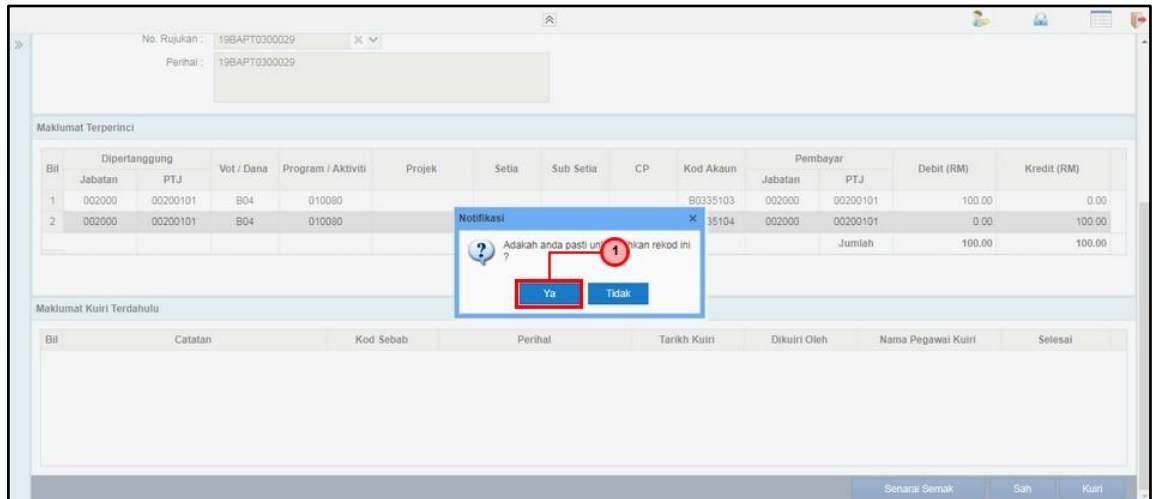 No. Rujukan : 19BAPT0300029
Perihal : 19BAPT0300029
Maklumat Terperinci
Bil Dipertanggung Vot / Dana Program / Aktiviti Projek Setia Sub Setia CP Kod Akaun Pembayar Debit (RM) Kredit (RM)
Jabatan PTJ Jabatan PTJ
1 002000 00200101 B04 010080 B0335103 002000 00200101 100.00 0.00
2 002000 00200101 B04 010080 35104 002000 00200101 0.00 100.00
Jumlah 100.00 100.00
Notifikasi
Adakah anda pasti un hkan rekod ini
?
1
Ya Tidak
Maklumat Kuiri Terdahulu
Bil Catatan Kod Sebab Perihal Tarikh Kuiri Dikuiri Oleh Nama Pegawai Kuiri Selesai
Senarai Semak Sah Kuiri